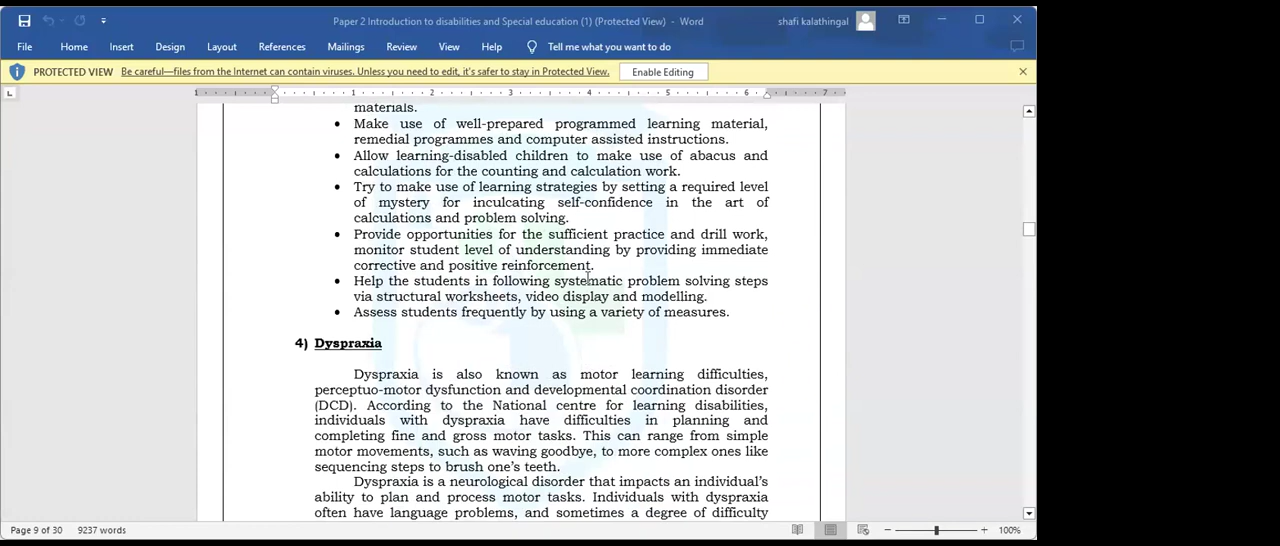 Paper 2 Introduction to disabilities and Special education (1) (Protected View) - Word
shafi kalathingal
File Home Insert Design Layout References Mailings Review View Help Tell me what you want to do
PROTECTED VIEW Be careful—files from the Internet can contain viruses. Unless you need to edit, it's safer to stay in Protected View. Enable Editing
1 1 2 3 4 5 6 7
materials.
• Make use of well-prepared programmed learning material,
remedial programmes and computer assisted instructions.
• Allow learning-disabled children to make use of abacus and
calculations for the counting and calculation work.
• Try to make use of learning strategies by setting a required level
of mystery for inculcating self-confidence in the art of
calculations and problem solving.
• Provide opportunities for the sufficient practice and drill work,
monitor student level of understanding by providing immediate
corrective and positive reinforcement.
• Help the students in following systematic problem solving steps
via structural worksheets, video display and modelling.
• Assess students frequently by using a variety of measures.
4) Dyspraxia
Dyspraxia is also known as motor learning difficulties,
perceptuo-motor dysfunction and developmental coordination disorder
(DCD). According to the National centre for learning disabilities,
individuals with dyspraxia have difficulties in planning and
completing fine and gross motor tasks. This can range from simple
motor movements, such as waving goodbye, to more complex ones like
sequencing steps to brush one's teeth.
Dyspraxia is a neurological disorder that impacts an individual's
ability to plan and process motor tasks. Individuals with dyspraxia
often have language problems, and sometimes a degree of difficulty
Page 9 of 30 9237 words 100%